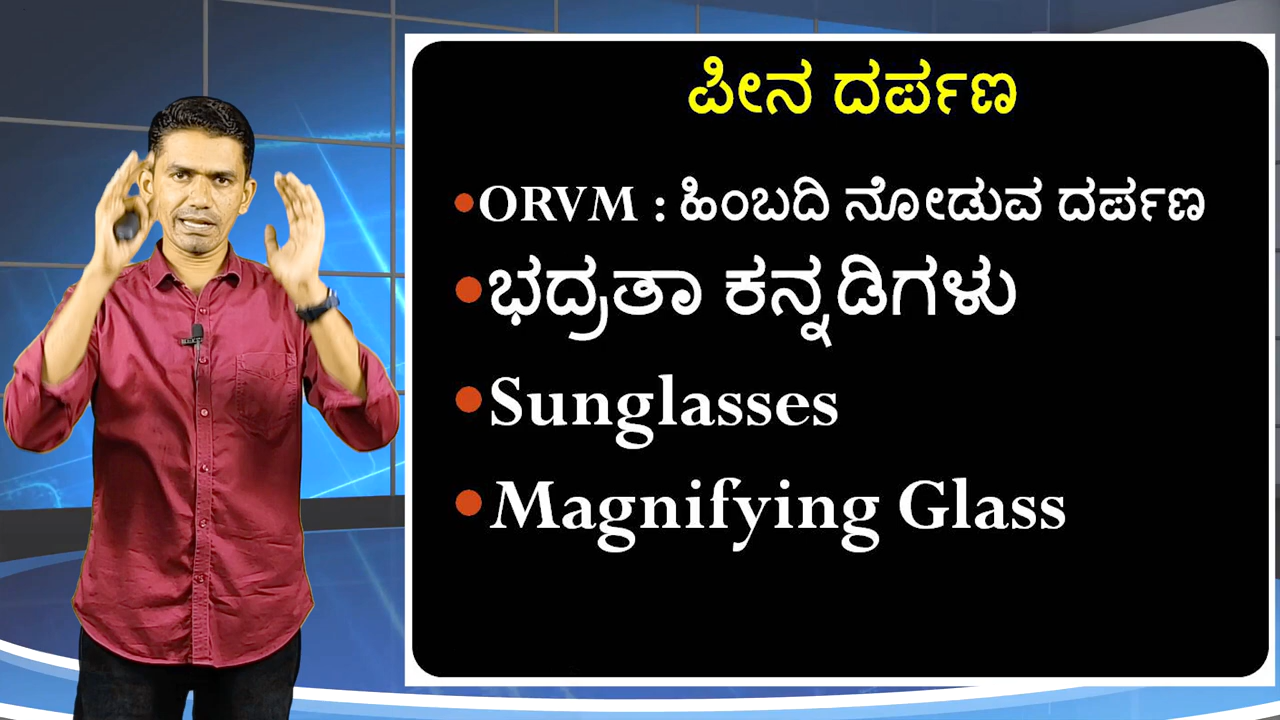 ಪೀನ ದರ್ಪಣ
•ORVM : ಹಿಂಬದಿ ನೋಡುವ ದರ್ಪಣ
•ಭದ್ರತಾ ಕನ್ನಡಿಗಳು
•Sunglasses
•Magnifying Glass